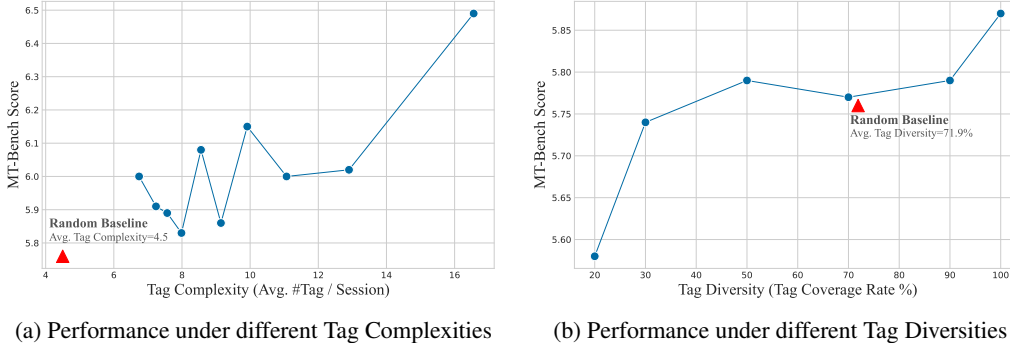 6.5
6.4
6.3
6.2
6.1
6.0
5.9
5.8
MT-Bench Score
Random Baseline
Avg. Tag Complexity=4.5
4 6 8 10 12 14 16
Tag Complexity (Avg. #Tag / Session)
(a) Performance under different Tag Complexities
5.85
5.80
5.75
5.70
5.65
5.60
MT-Bench Score
Random Baseline
Avg. Tag Diversity=71.9%
20 30 40 50 60 70 80 90 100
Tag Diversity (Tag Coverage Rate %)
(b) Performance under different Tag Diversities